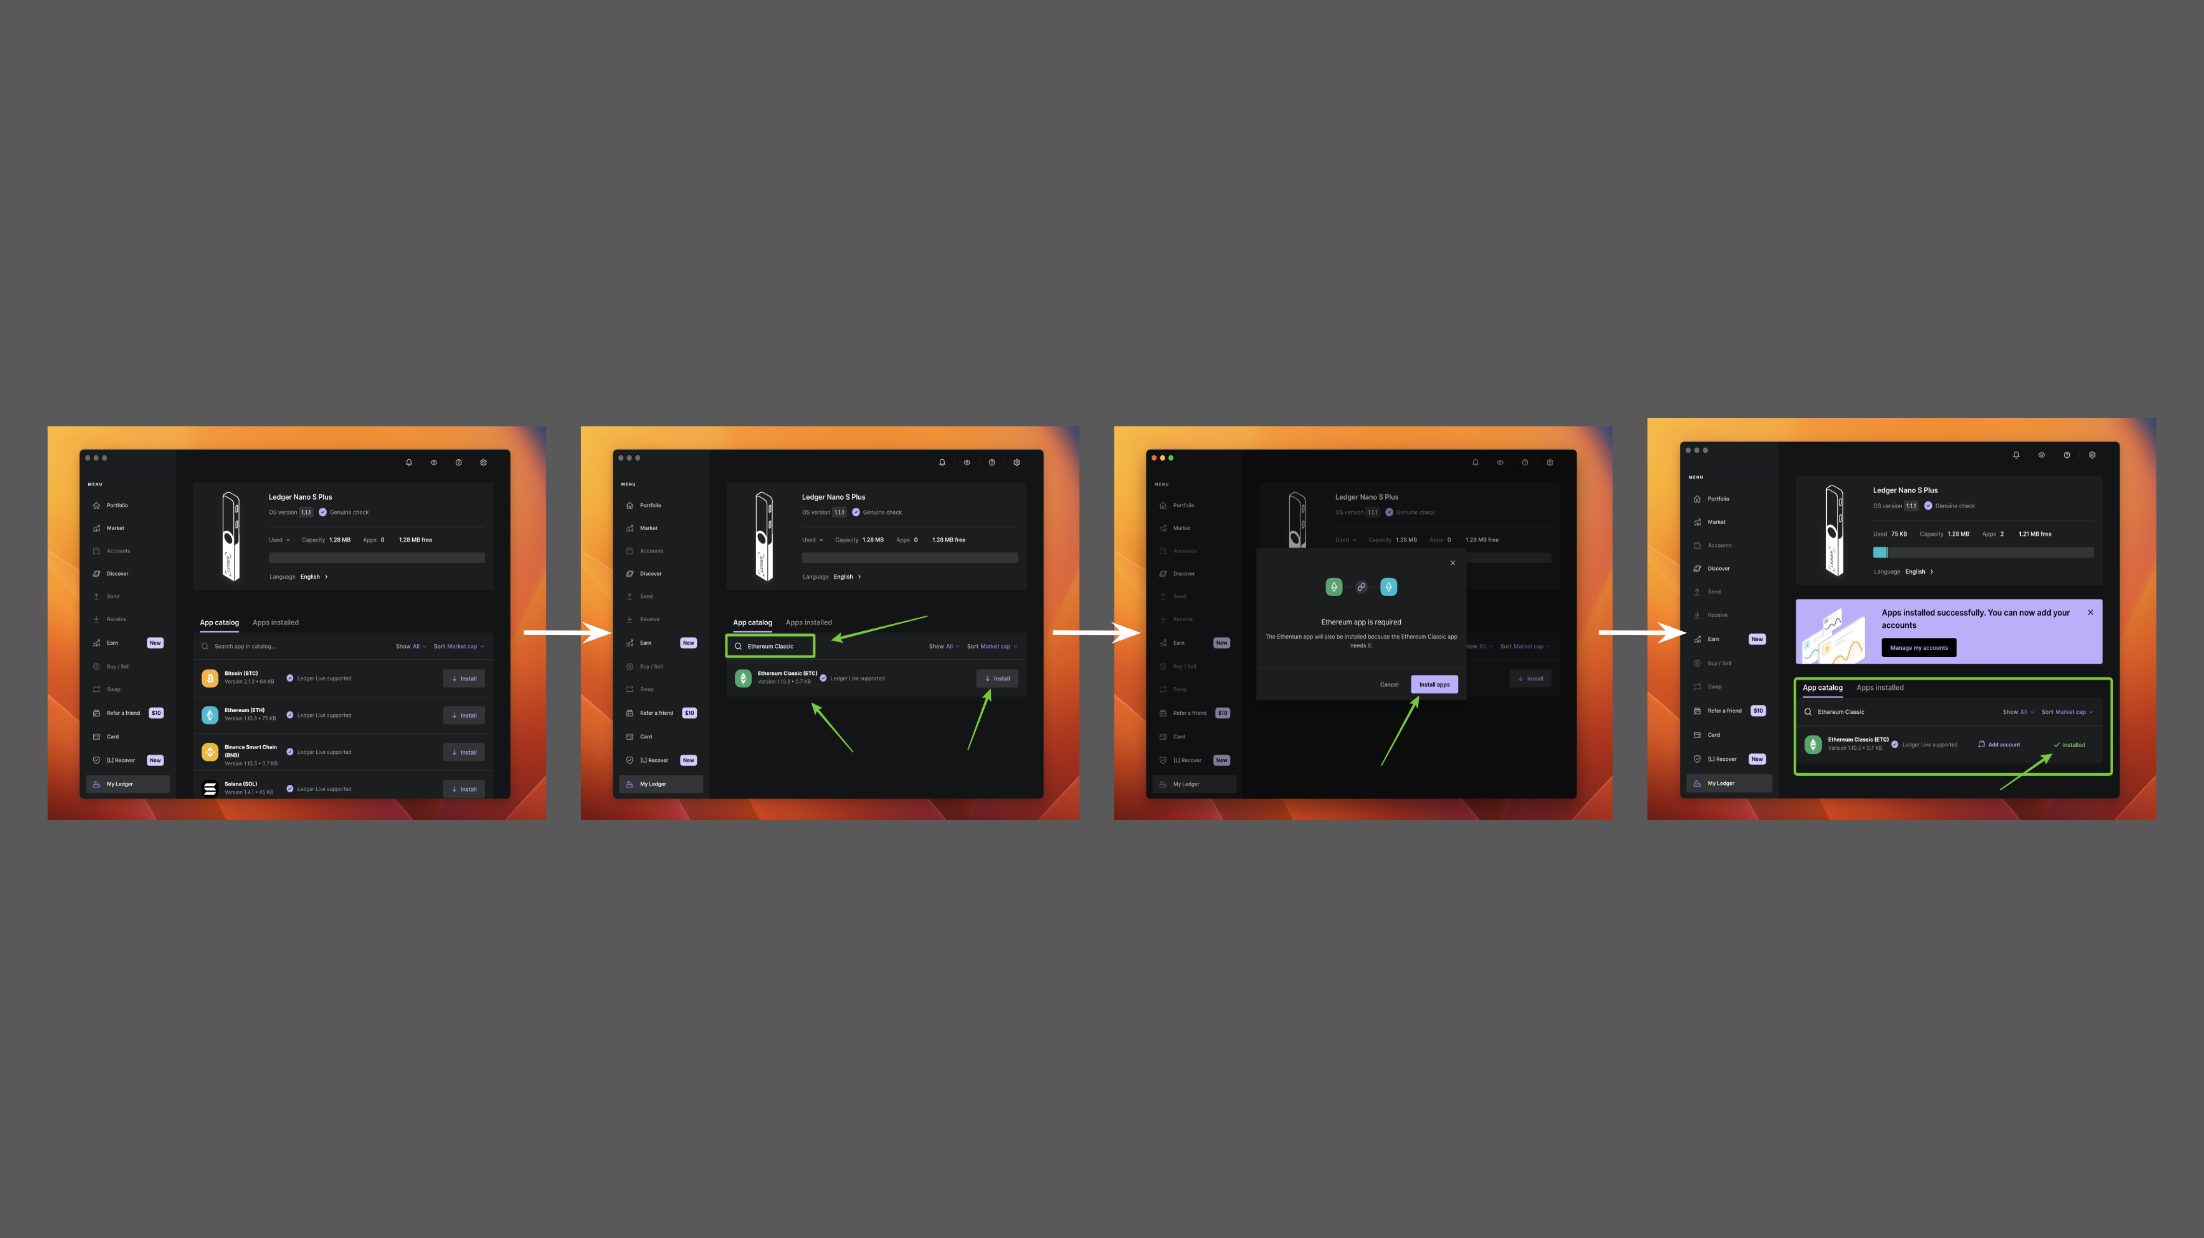 MENU
Portfolio
Market
Accounts
Discover
Send
Receive
Earn New
Buy / Sell
Swap
Refer a friend $10
Card
[L] Recover New
My Ledger
Ledger Nano S Plus
OS version 1.1.1 Genuine check
Used – Capacity 1.28 MB Apps 0 1.28 MB free
Language English
App catalog Apps installed
Search app in catalog... Show All Sort Market cap
Bitcoin (BTC)
Version 2.1.3 • 64 KB Ledger Live supported Install
Ethereum (ETH)
Version 1.10.3 • 75 KB Ledger Live supported Install
Binance Smart Chain
(BNB)
Version 1.10.3 • 0.7 KB Ledger Live supported Install
Solana (SOL)
Version 1.4.1 • 45 KB Ledger Live supported Install
MENU
Portfolio
Market
Accounts
Discover
Send
Receive
Earn New
Buy / Sell
Swap
Refer a friend $10
Card
[L] Recover New
My Ledger
Ledger Nano S Plus
OS version 1.1.1 Genuine check
Used – Capacity 1.28 MB Apps 0 1.28 MB free
Language English
App catalog Apps installed
Ethereum Classic Show All Sort Market cap
Ethereum Classic (ETC)
Version 1.10.3 • 0.7 KB Ledger Live supported Install
MENU
Portfolio
Market
Accounts
Discover
Send
Receive
Earn New
Buy / Sell
Swap
Refer a friend $10
Card
[L] Recover New
My Ledger
Ledger Nano S Plus
OS version 1.1.1 Genuine check
Used – Capacity 1.28 MB Apps 0 1.28 MB free
Ethereum app is required
The Ethereum app will also be installed because the Ethereum Classic app
needs it.
Cancel Install apps
Show All Sort Market cap
Install
MENU
Portfolio
Market
Accounts
Discover
Send
Receive
Earn New
Buy / Sell
Swap
Refer a friend $10
Card
[L] Recover New
My Ledger
Ledger Nano S Plus
OS version 1.1.1 Genuine check
Used 75 KB Capacity 1.28 MB Apps 2 1.21 MB free
Language English
Apps installed successfully. You can now add your
accounts
Manage my accounts
App catalog Apps installed
Ethereum Classic Show All Sort Market cap
Ethereum Classic (ETC)
Version 1.10.3 • 0.7 KB Ledger Live supported Add account Installed